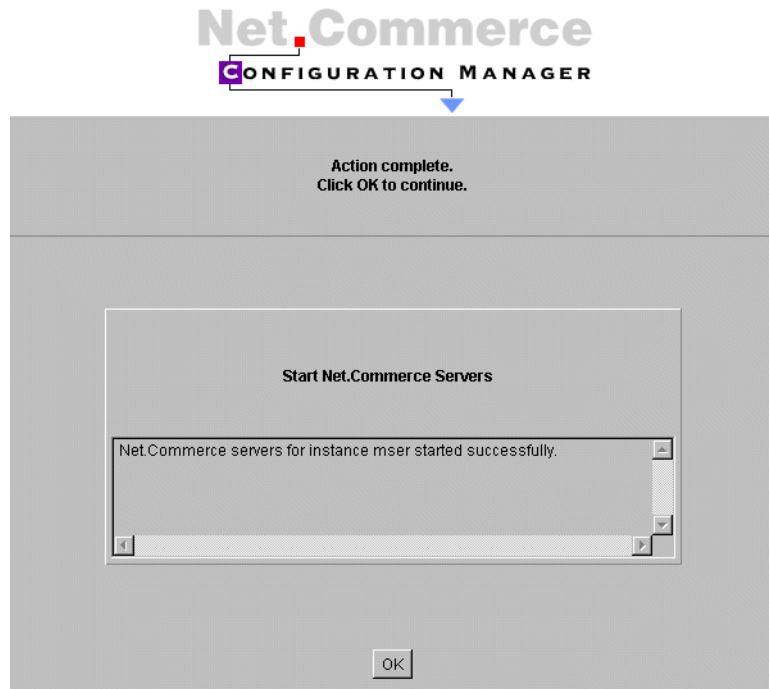 Net.Commerce
CONFIGURATION MANAGER
Action complete.
Click OK to continue.
Start Net.Commerce Servers
Net.Commerce servers for instance mser started successfully.
OK